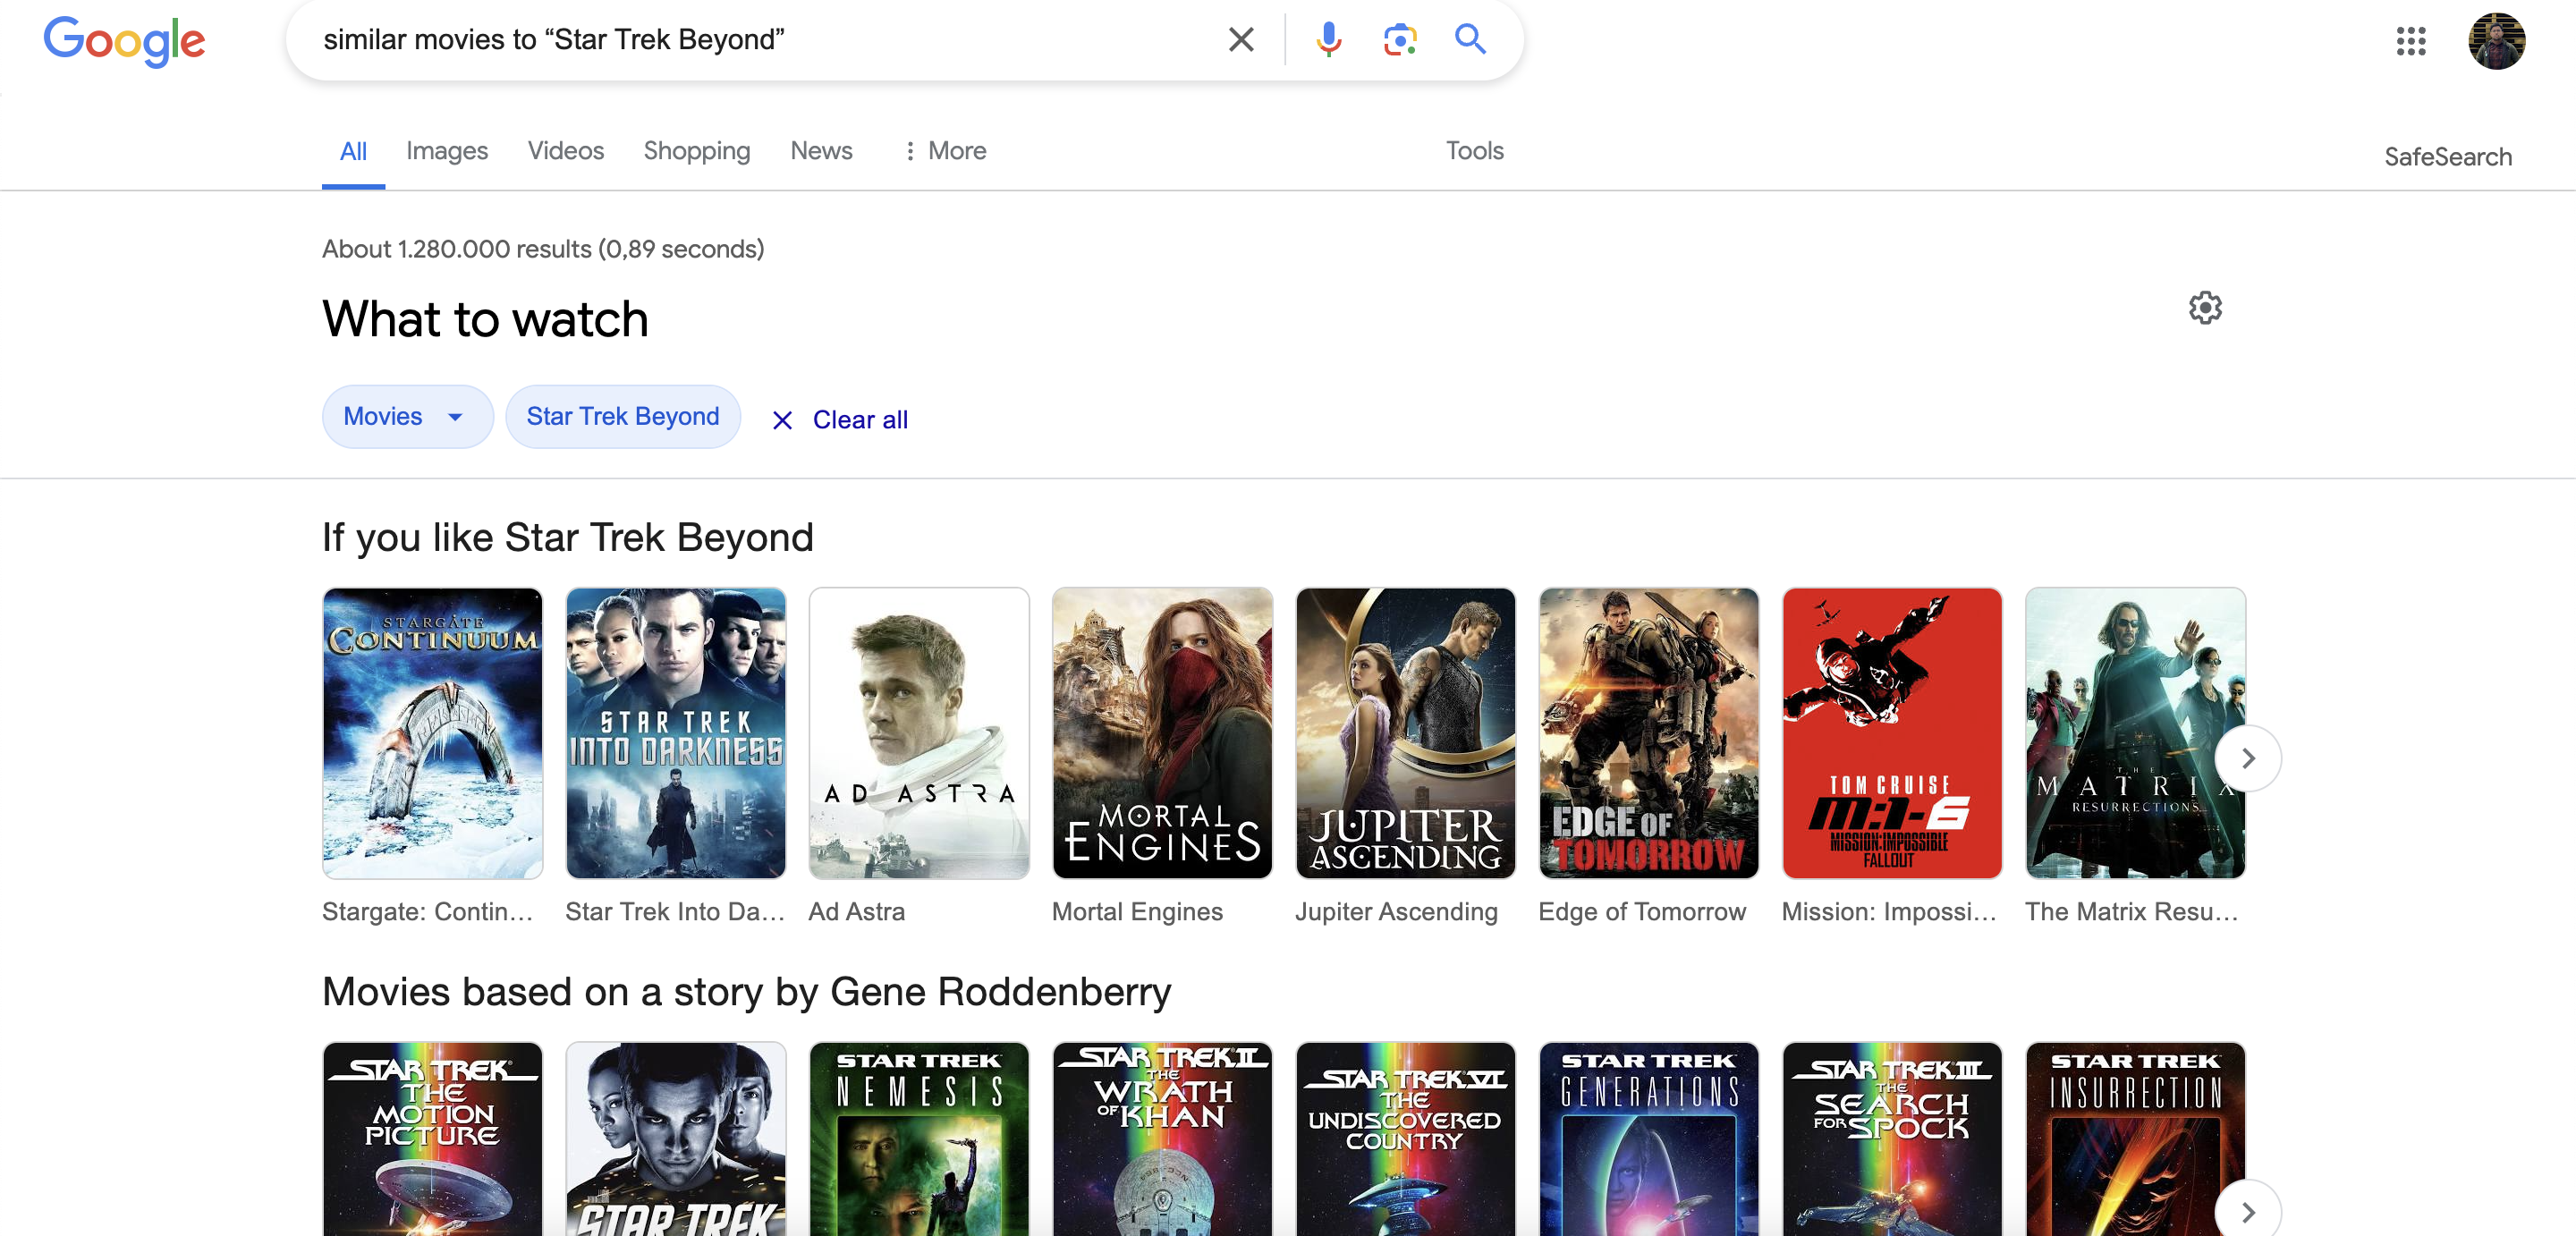 Google
similar movies to “Star Trek Beyond”
All Images Videos Shopping News More Tools SafeSearch
About 1.280.000 results (0,89 seconds)
What to watch
Movies Star Trek Beyond Clear all
If you like Star Trek Beyond
STARGATE
CONTINUUM
STAR TREK
INTO DARKNESS
AD ASTRA
MORTAL
ENGINES
JUPITER
ASCENDING
EDGE OF
TOMORROW
TOM CRUISE
M:I-6
MISSION:IMPOSSIBLE
FALLOUT
THE
MATRIX
RESURRECTIONS
Stargate: Contin... Star Trek Into Da... Ad Astra Mortal Engines Jupiter Ascending Edge of Tomorrow Mission: Impossi... The Matrix Resu...
Movies based on a story by Gene Roddenberry
STAR TREK
THE
MOTION
PICTURE
STAR TREK
STAR TREK
NEMESIS
STAR TREK II
THE
WRATH
OF KHAN
STAR TREK VI
THE
UNDISCOVERED
COUNTRY
STAR TREK
GENERATIONS
STAR TREK III
THE
SEARCH
FOR SPOCK
STAR TREK
INSURRECTION